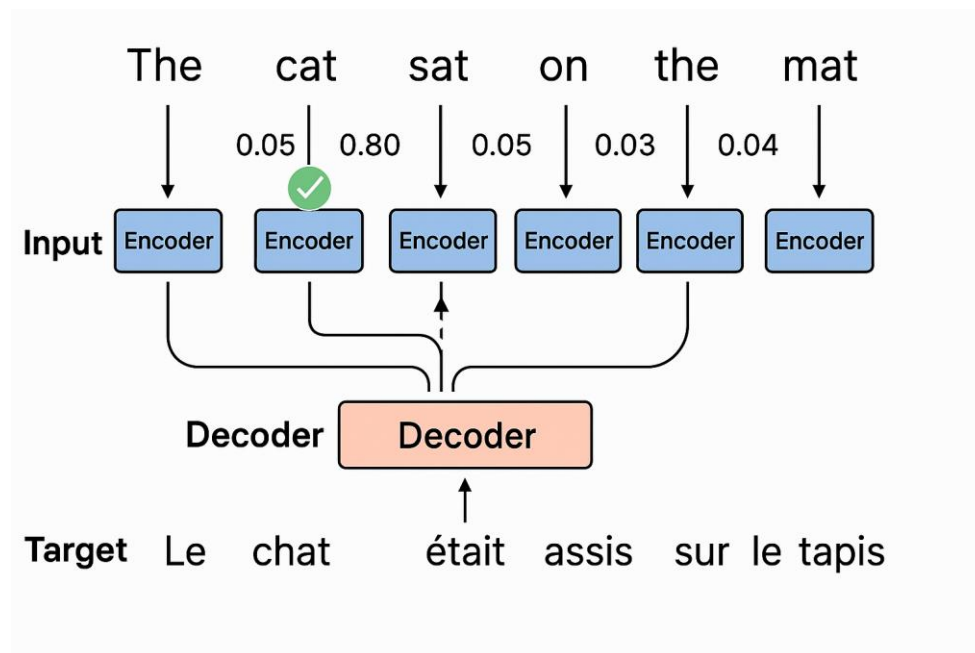 The cat sat on the mat
0.05 0.80 0.05 0.03 0.04
Input Encoder Encoder Encoder Encoder Encoder Encoder
Decoder Decoder
Target Le chat était assis sur le tapis